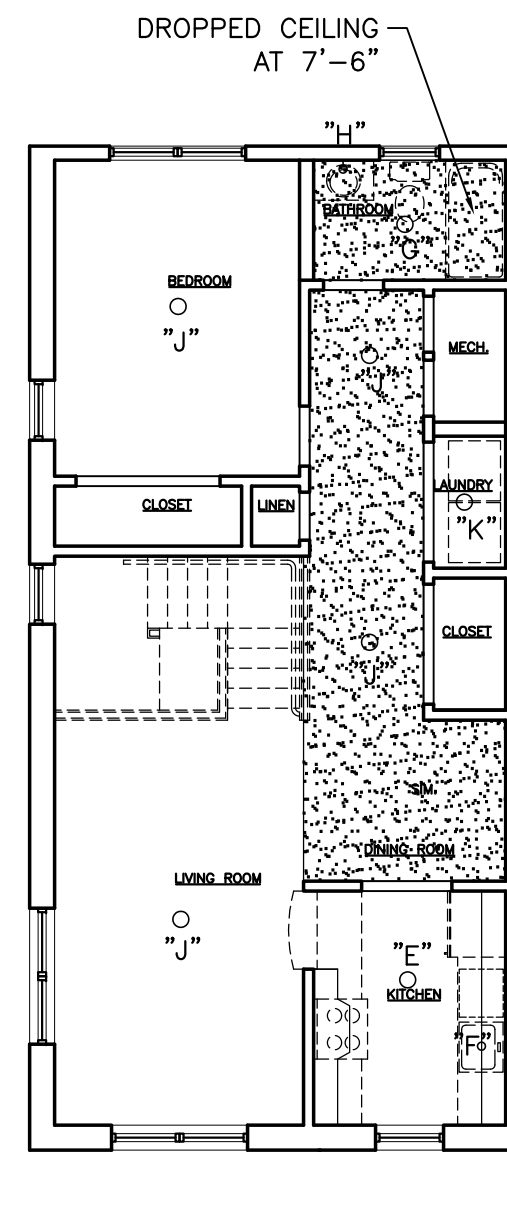 DROPPED CEILING
AT 7'-6"
"H"
BATHROOM
"G"
BEDROOM
"J"
"J"
MECH.
LAUNDRY
"K"
CLOSET
LINEN
CLOSET
"J"
SIM.
DINING ROOM
LIVING ROOM
"J"
"E"
KITCHEN
"F"